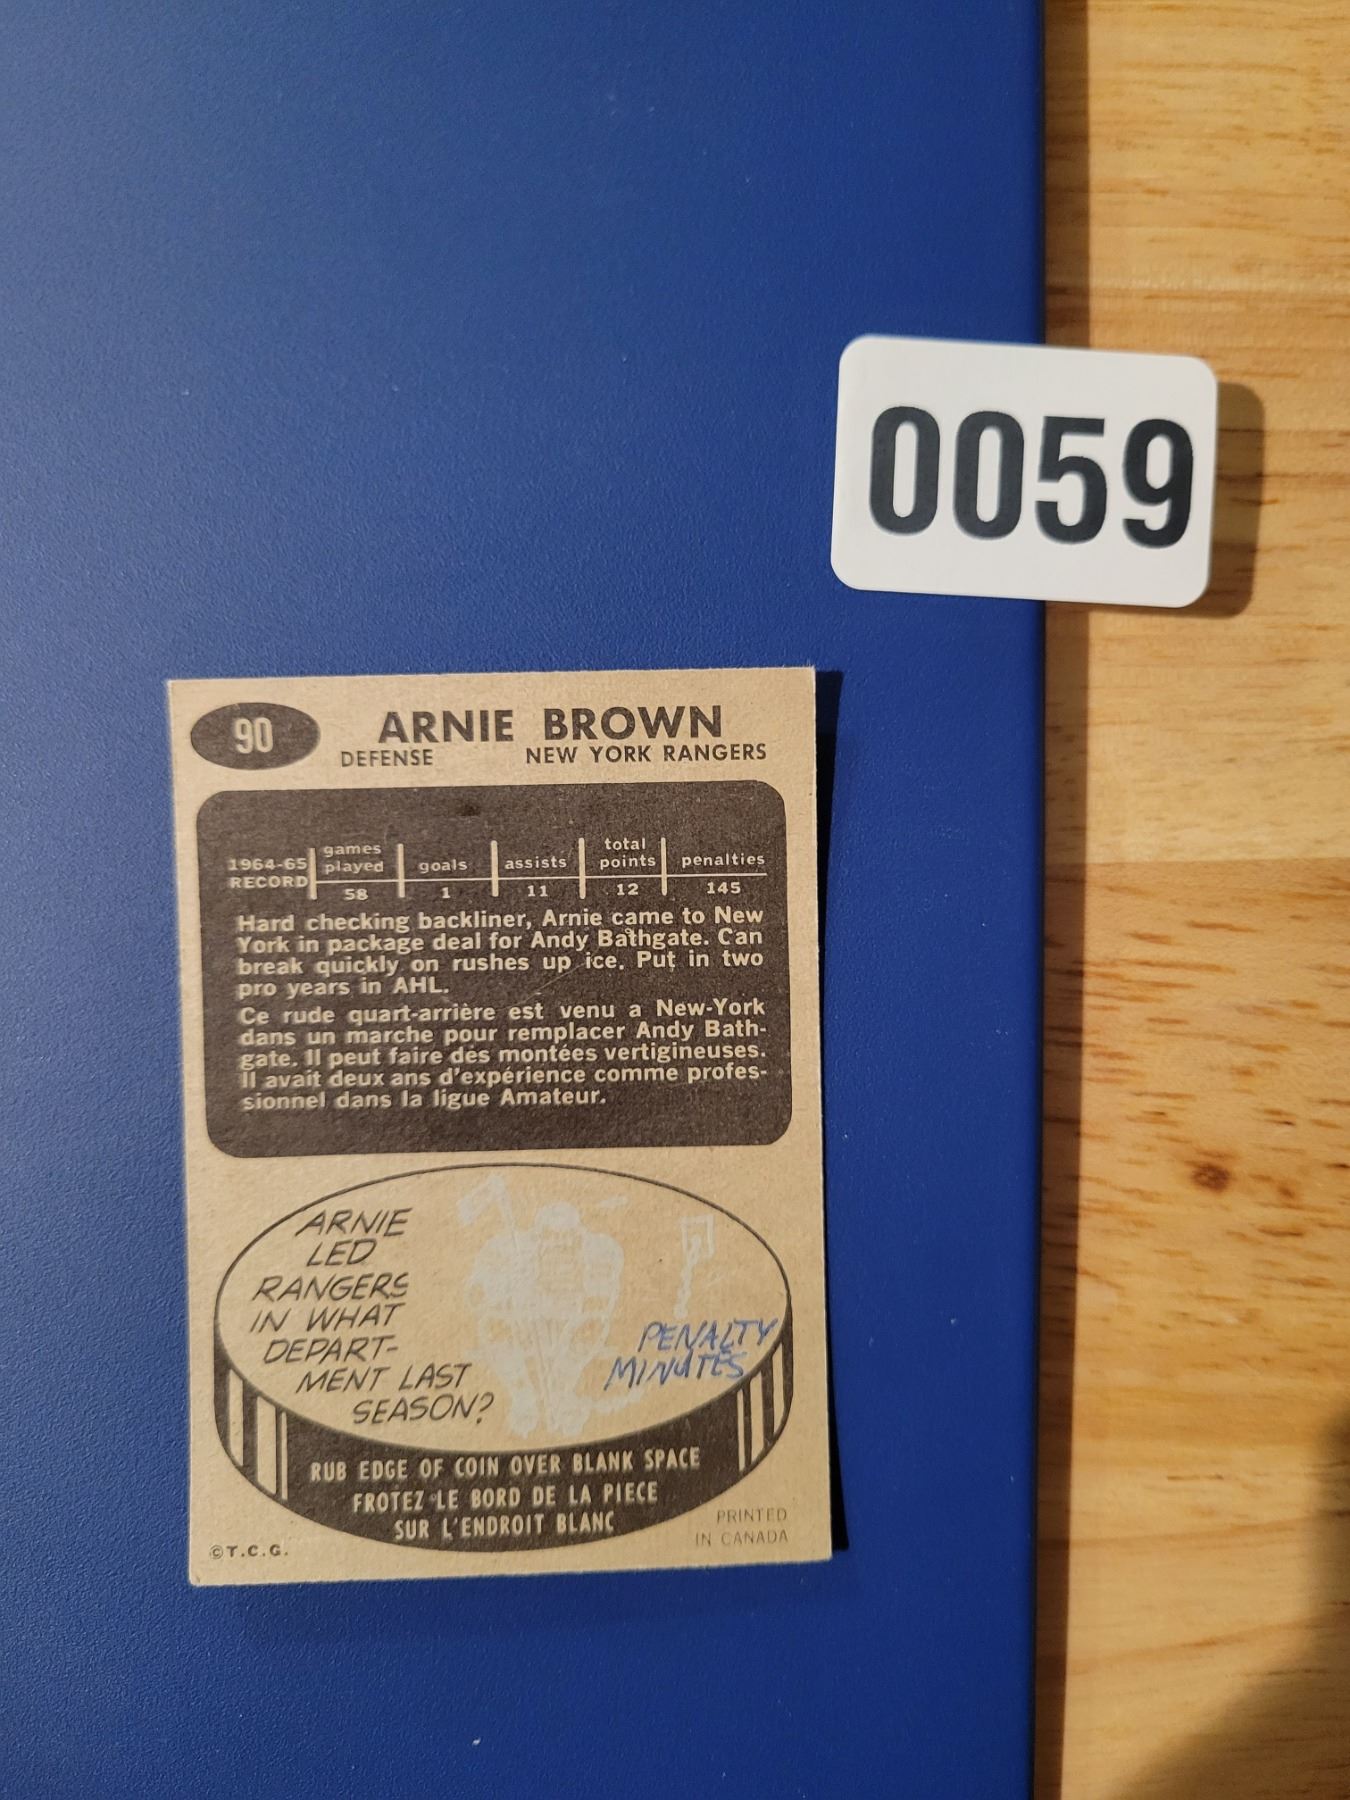 0059
90
ARNIE BROWN
DEFENSE NEW YORK RANGERS
1964-65 RECORD games played goals assists total points penalties
58 1 11 12 145
Hard checking backliner, Arnie came to New
York in package deal for Andy Bathgate. Can
break quickly on rushes up ice. Put in two
pro years in AHL.
Ce rude quart-arrière est venu a New-York
dans un marche pour remplacer Andy Bath-
gate. Il peut faire des montées vertigineuses.
Il avait deux ans d'expérience comme profes-
sionnel dans la ligue Amateur.
ARNIE
LED
RANGERS
IN WHAT
DEPART-
MENT LAST
SEASON?
PENALTY
MINUTES
RUB EDGE OF COIN OVER BLANK SPACE
FROTEZ LE BORD DE LA PIECE
SUR L'ENDROIT BLANC
©T.C.G.
PRINTED
IN CANADA